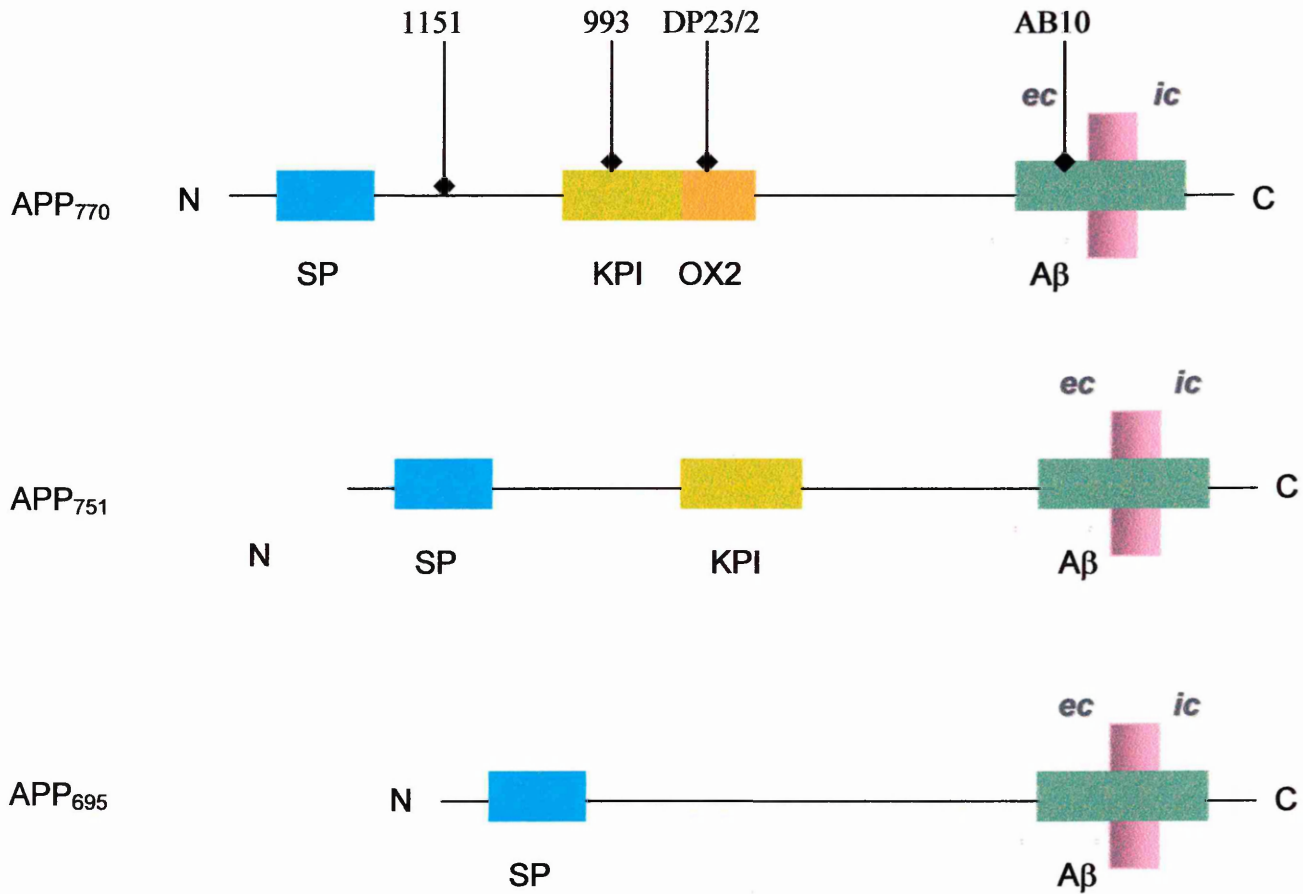 1151 993 DP23/2 AB10
ec ic
APP₇₇₀ N C
SP KPI OX2 Aβ
ec ic
APP₇₅₁ C
N SP KPI Aβ
ec ic
APP₆₉₅ N C
SP Aβ